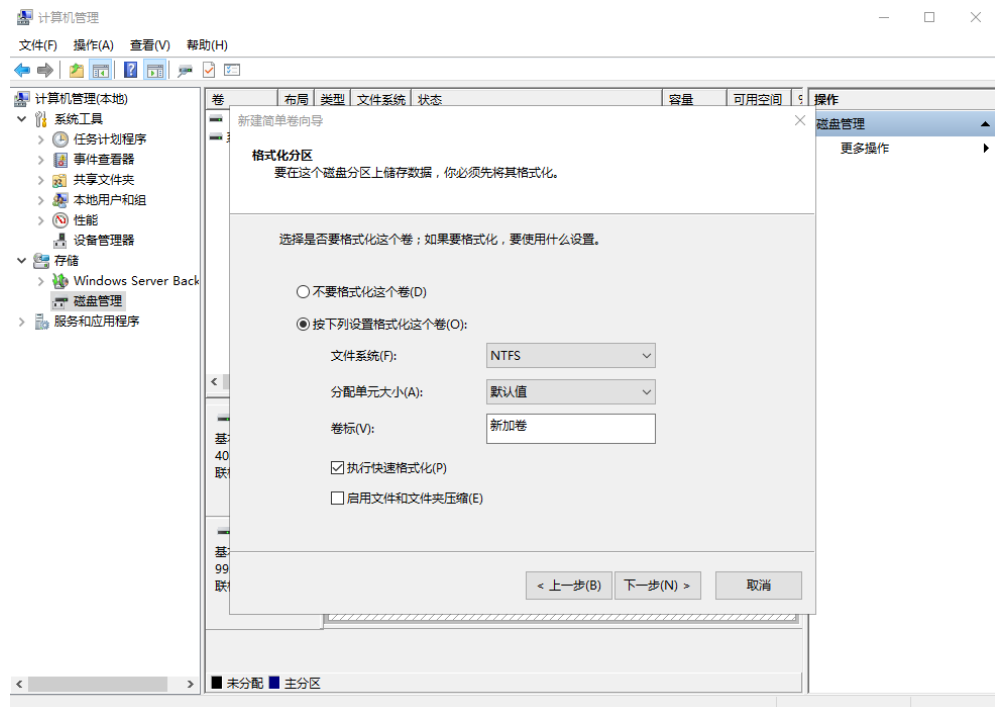 计算机管理
文件(F) 操作(A) 查看(V) 帮助(H)
计算机管理(本地)
系统工具
任务计划程序
事件查看器
共享文件夹
本地用户和组
性能
设备管理器
存储
Windows Server Back
磁盘管理
服务和应用程序
卷 布局 类型 文件系统 状态 容量 可用空间 操作
新建简单卷向导
磁盘管理
更多操作
格式化分区
要在这个磁盘分区上储存数据，你必须先将其格式化。
选择是否要格式化这个卷；如果要格式化，要使用什么设置。
不要格式化这个卷(D)
按下列设置格式化这个卷(O):
文件系统(F): NTFS
分配单元大小(A): 默认值
卷标(V): 新加卷
执行快速格式化(P)
启用文件和文件夹压缩(E)
基
40
联
基
99
联
< 上一步(B) 下一步(N) > 取消
未分配 主分区